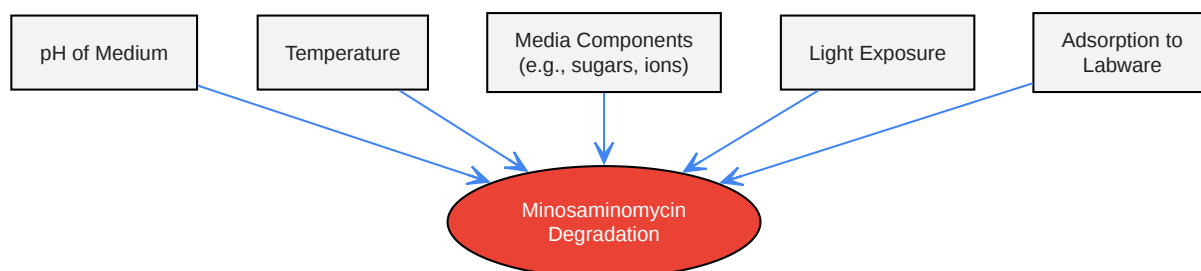 pH of Medium
Temperature
Media Components
(e.g., sugars, ions)
Light Exposure
Adsorption to
Labware
Minosaminomycin
Degradation